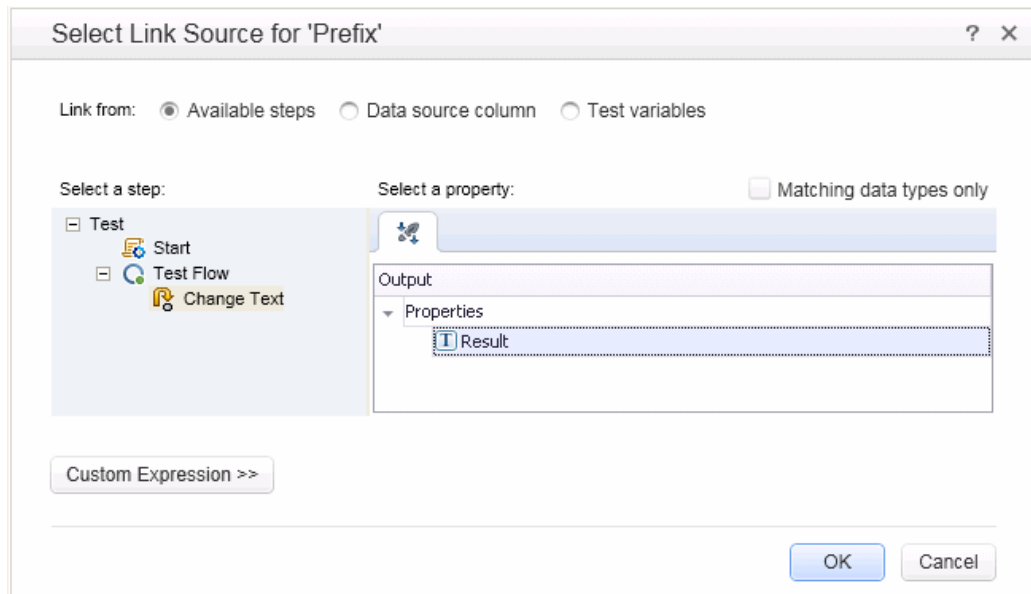 Select Link Source for 'Prefix'
? ×
Link from: Available steps Data source column Test variables
Select a step: Select a property: Matching data types only
Test
Start
Test Flow
Change Text
Output
Properties
T Result
Custom Expression >>
OK Cancel